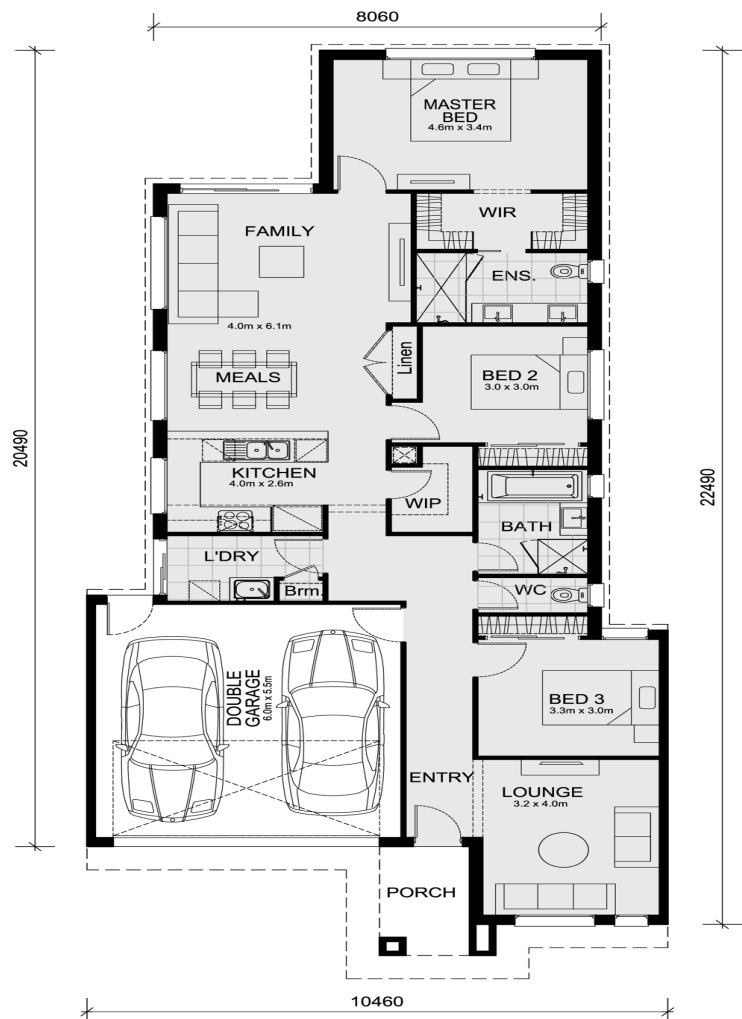 8060
MASTER
BED
4.6m x 3.4m
WIR
FAMILY
ENS.
4.0m x 6.1m
Linen
MEALS
BED 2
3.0 x 3.0m
20490
22490
KITCHEN
4.0m x 2.6m
WIP
BATH
L'DRY
Brm.
WC
DOUBLE
GARAGE
6.0m x 5.5m
BED 3
3.3m x 3.0m
ENTRY
LOUNGE
3.2 x 4.0m
PORCH
10460